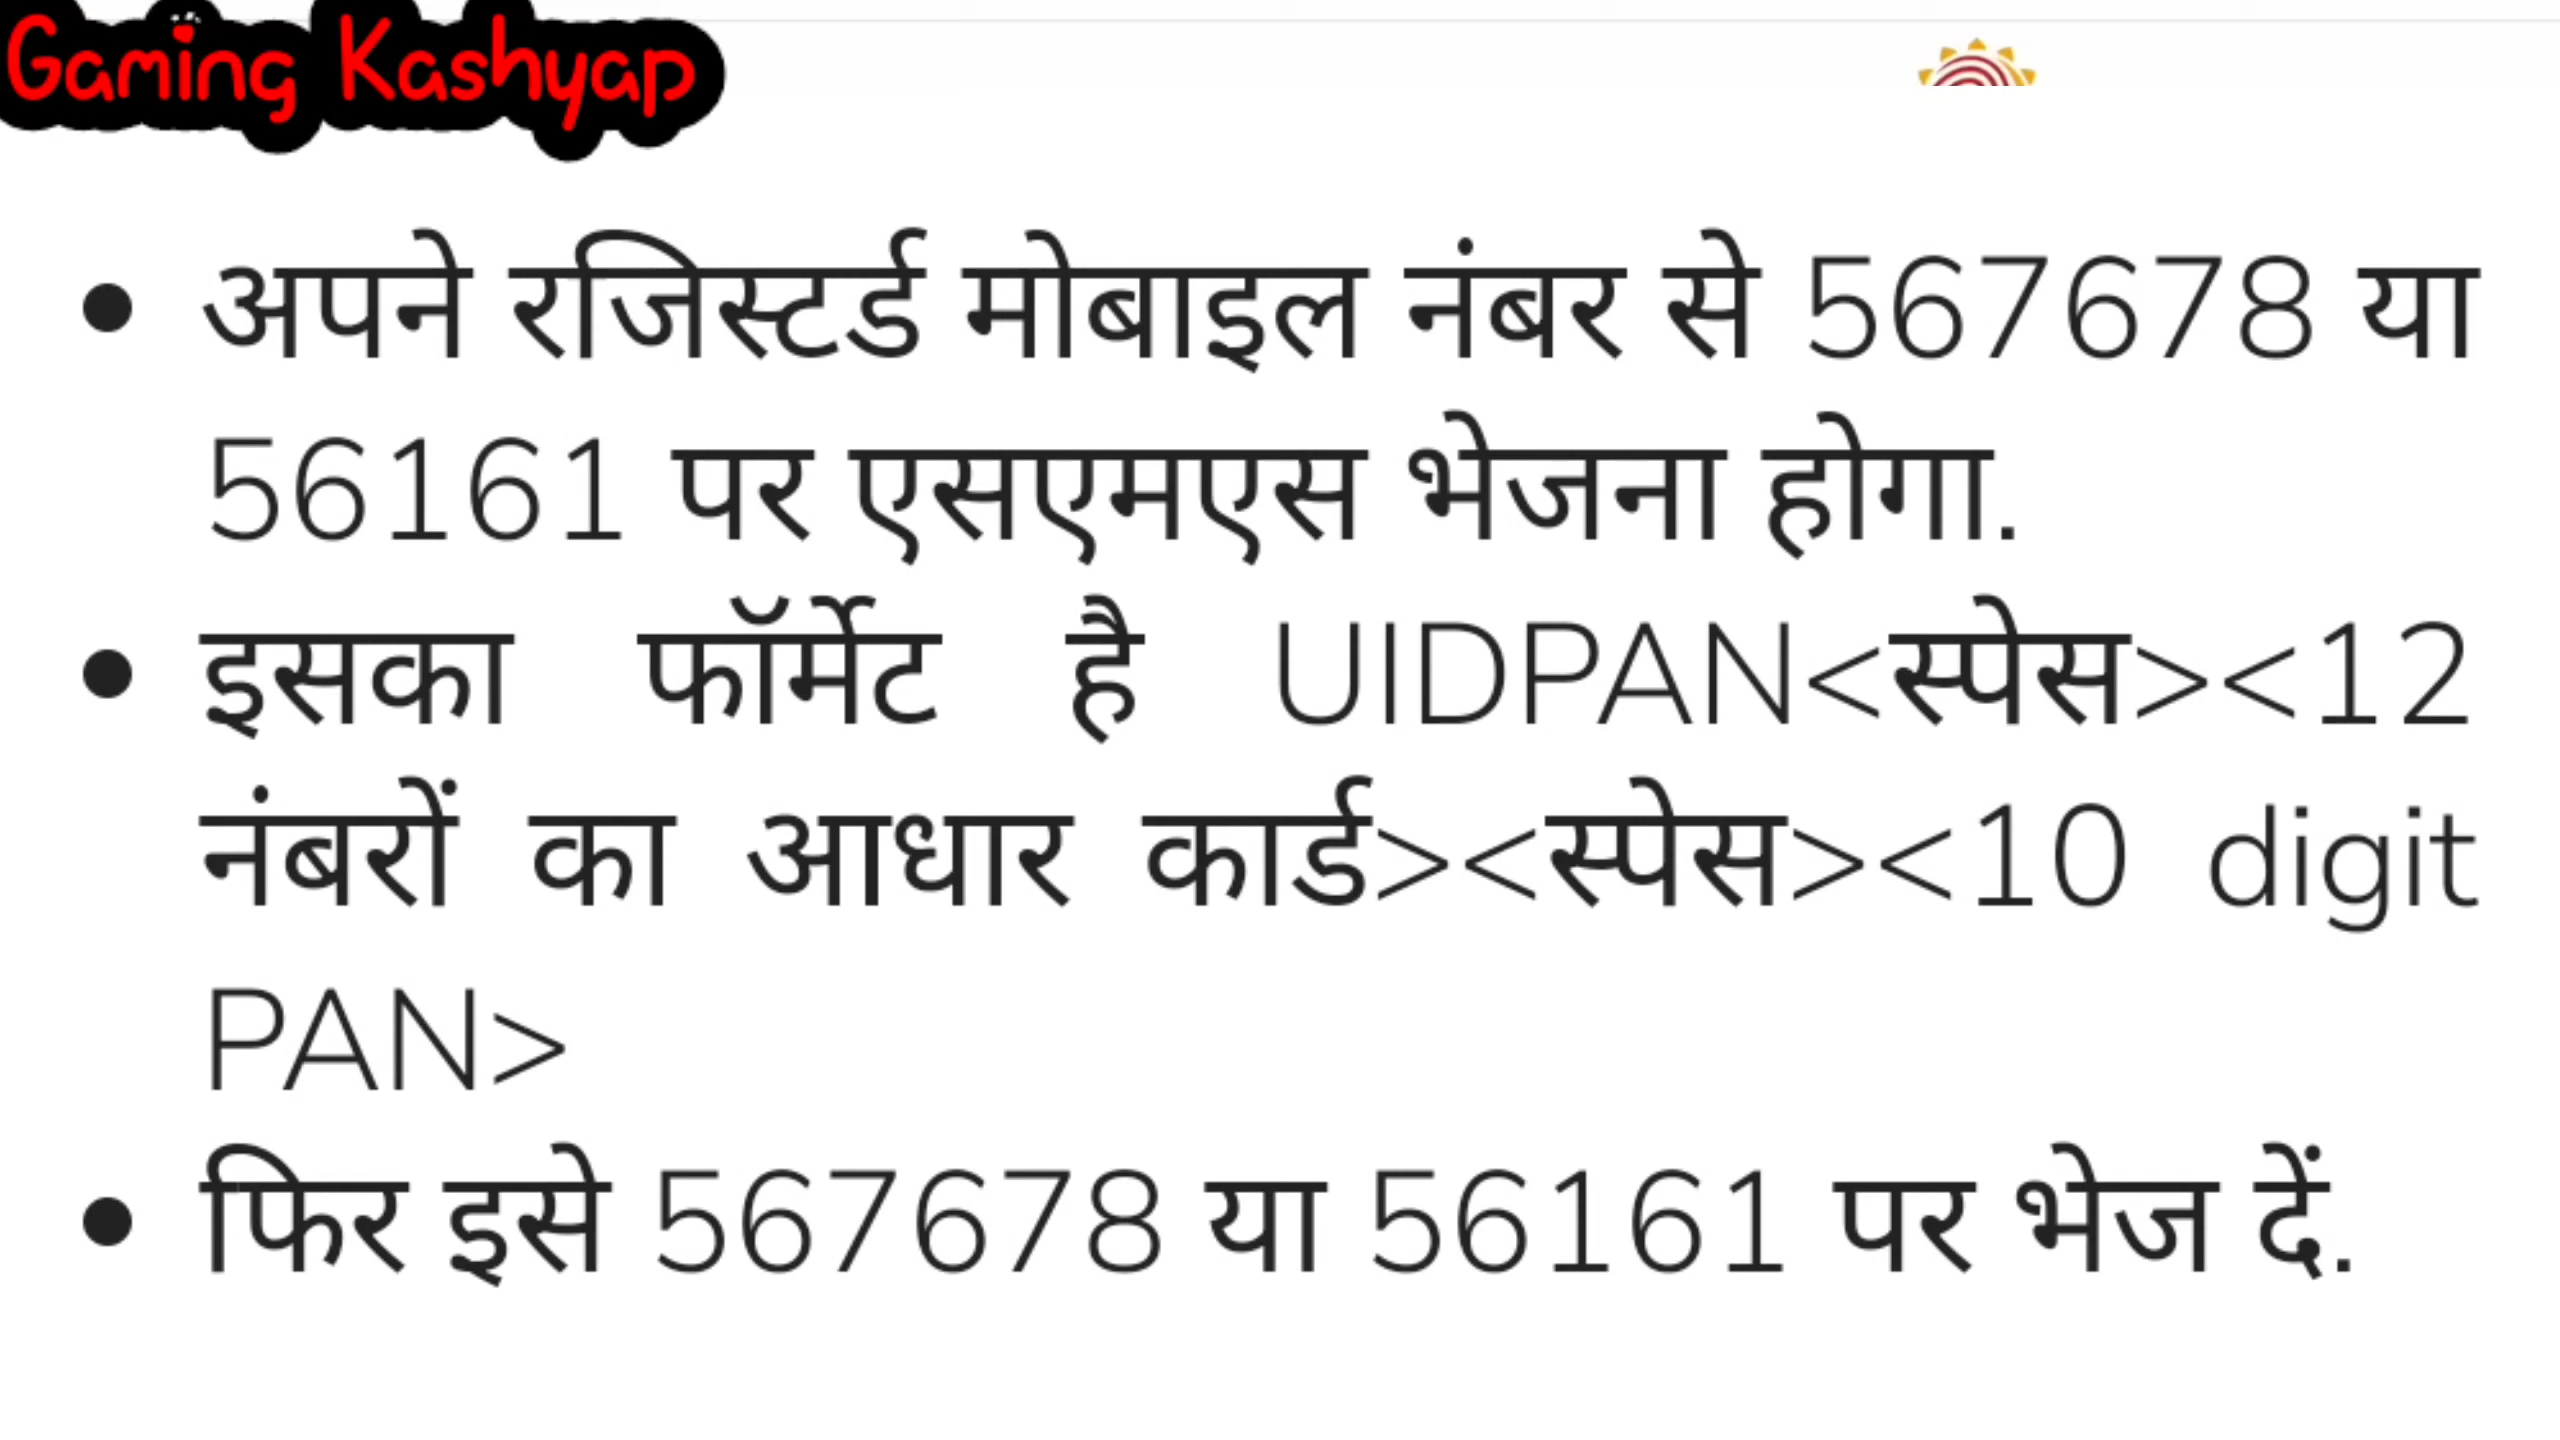 Gaming Kashyap
• अपने रजिस्टर्ड मोबाइल नंबर से 567678 या
56161 पर एसएमएस भेजना होगा.
• इसका फॉर्मेट है UIDPAN<स्पेस><12
नंबरों का आधार कार्ड><स्पेस><10 digit
PAN>
• फिर इसे 567678 या 56161 पर भेज दें.